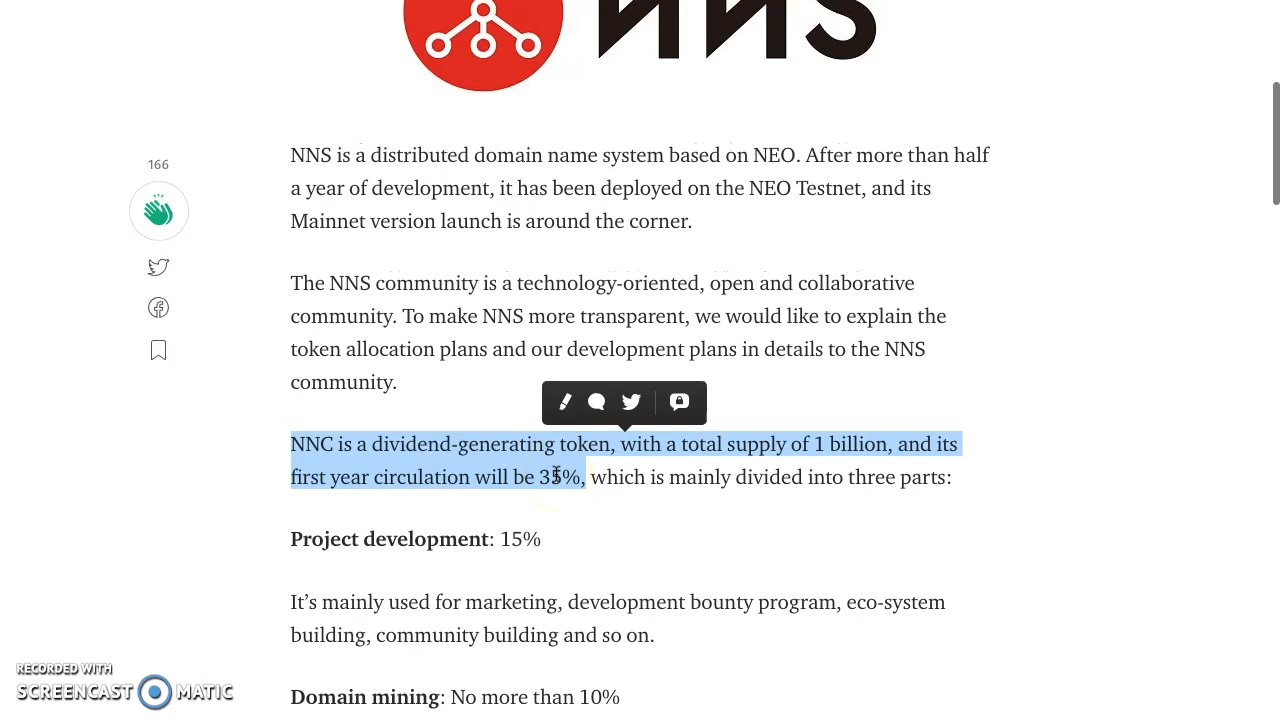 NNS
166
NNS is a distributed domain name system based on NEO. After more than half
a year of development, it has been deployed on the NEO Testnet, and its
Mainnet version launch is around the corner.
The NNS community is a technology-oriented, open and collaborative
community. To make NNS more transparent, we would like to explain the
token allocation plans and our development plans in details to the NNS
community.
NNC is a dividend-generating token, with a total supply of 1 billion, and its
first year circulation will be 35%, which is mainly divided into three parts:
Project development: 15%
It’s mainly used for marketing, development bounty program, eco-system
building, community building and so on.
Domain mining: No more than 10%
RECORDED WITH
SCREENCAST MATIC